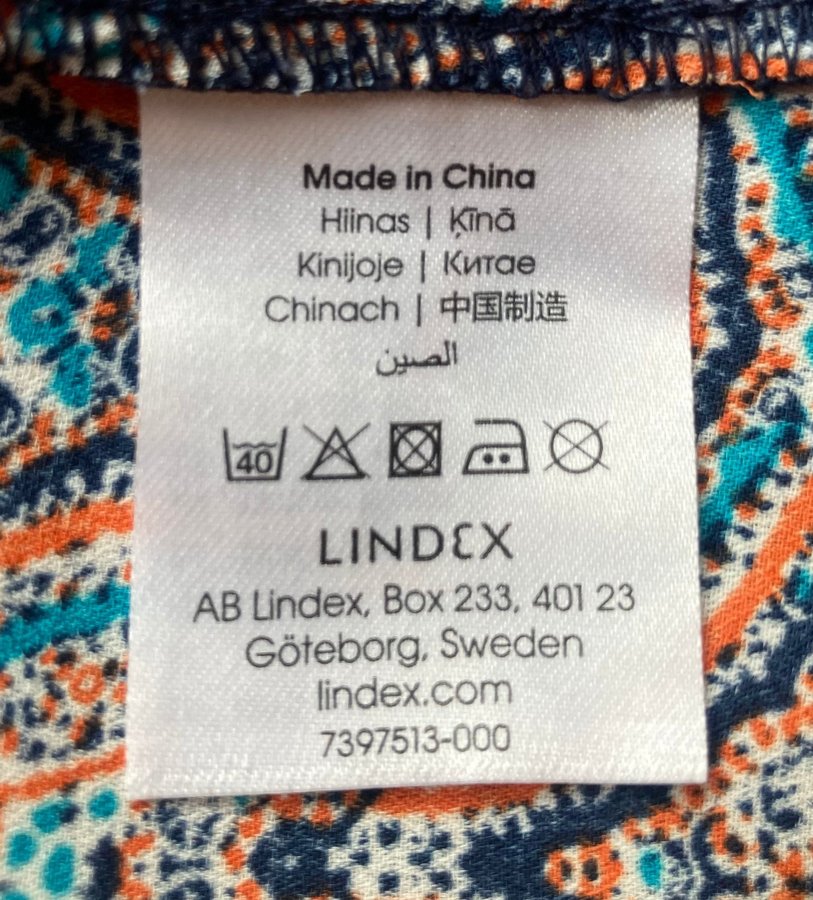 Made in China
Hiinas | Ķīnā
Kinijoje | Китае
Chinach | 中国制造
الصين
40
LINDEX
AB Lindex, Box 233, 401 23
Göteborg, Sweden
lindex.com
7397513-000